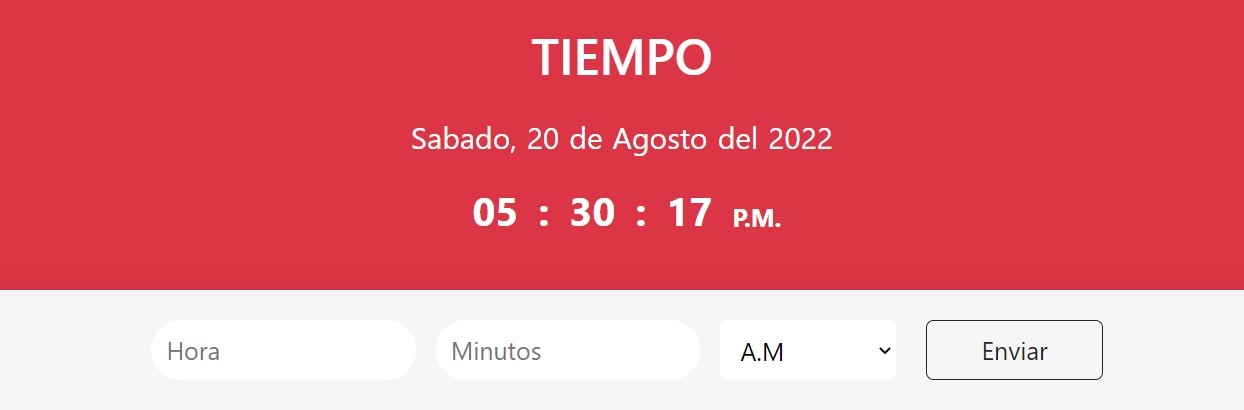 TIEMPO
Sabado, 20 de Agosto del 2022
05 : 30 : 17 P.M.
Hora Minutos A.M Enviar